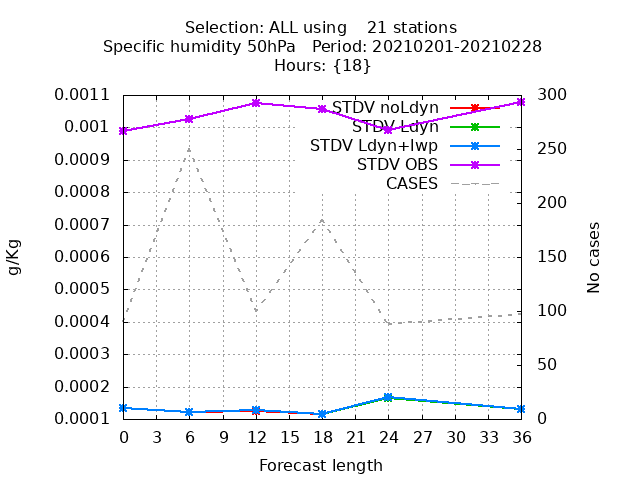 Selection: ALL using    21 stations
Specific humidity 50hPa   Period: 20210201-20210228
Hours: {18}
0.0011
0.001
0.0009
0.0008
0.0007
0.0006
0.0005
0.0004
0.0003
0.0002
0.0001
g/Kg
STDV noLdyn
STDV Ldyn
STDV Ldyn+lwp
STDV OBS
CASES
300
250
200
150
100
50
0
No cases
0 3 6 9 12 15 18 21 24 27 30 33 36
Forecast length